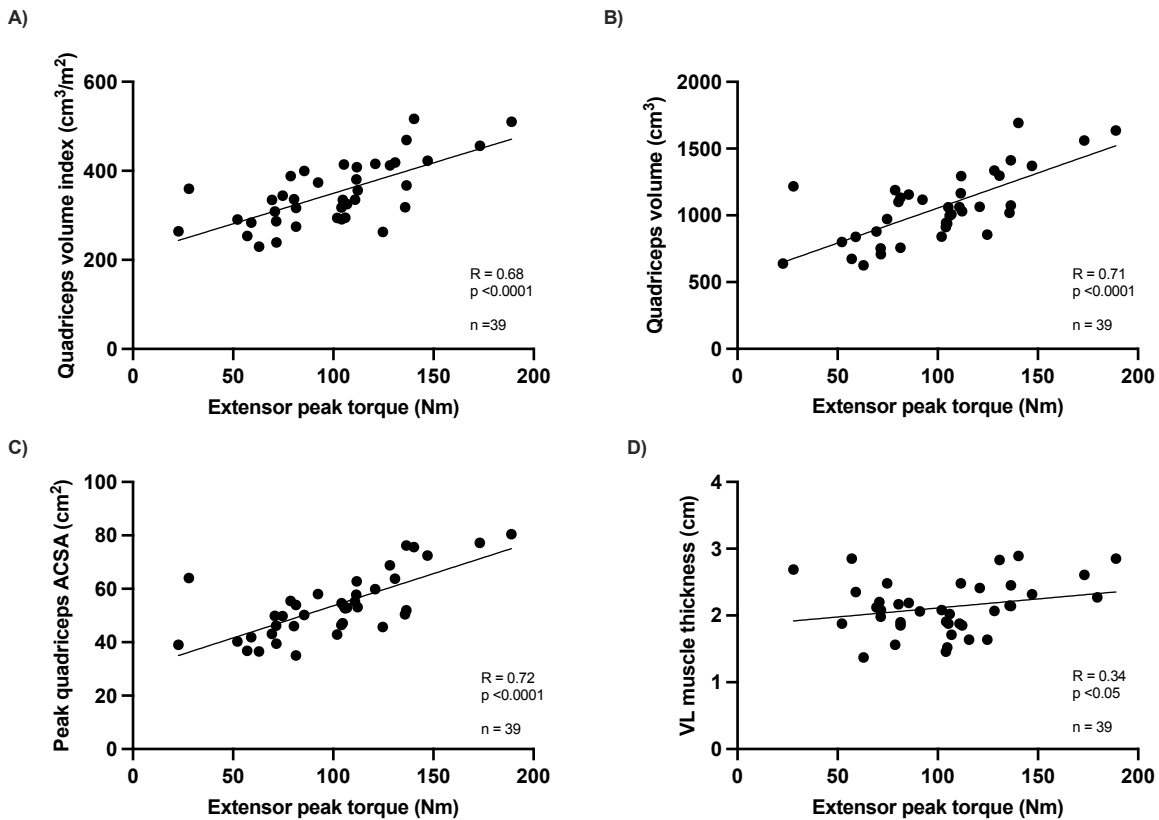 A)
Quadriceps volume index (cm³/m²)
600
400
200
0
0 50 100 150 200
Extensor peak torque (Nm)
R = 0.68
p <0.0001
n =39
B)
Quadriceps volume (cm³)
2000
1500
1000
500
0
0 50 100 150 200
Extensor peak torque (Nm)
R = 0.71
p <0.0001
n = 39
C)
Peak quadriceps ACSA (cm²)
100
80
60
40
20
0
0 50 100 150 200
Extensor peak torque (Nm)
R = 0.72
p <0.0001
n = 39
D)
VL muscle thickness (cm)
4
3
2
1
0
0 50 100 150 200
Extensor peak torque (Nm)
R = 0.34
p <0.05
n = 39